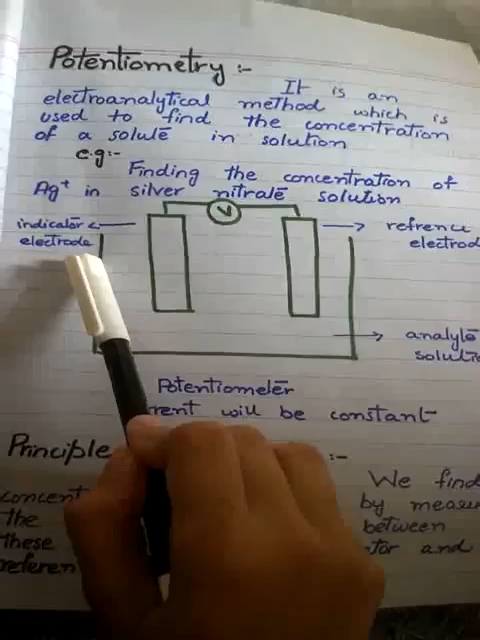 Potentiometry :-
It is an
electroanalytical method which is
used to find the concentration
of a solute in solution
e.g:-
Finding the concentration of
Ag+ in silver nitrate solution
indicator
electrode
V
refrence
electrod
analyte
solutio
Potentiometer
rent will be constant
Principle :-
We find
concent by measu
the between
these tor and
referen